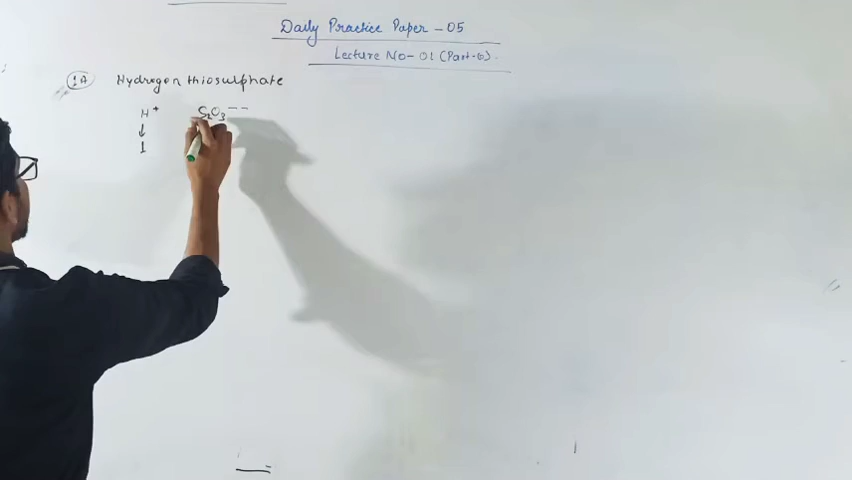 Daily Practice Paper - 05
Lecture No- 01 (Part-6).
1A Hydrogen thiosulphate
H⁺ S₂O₃⁻⁻
↓
1